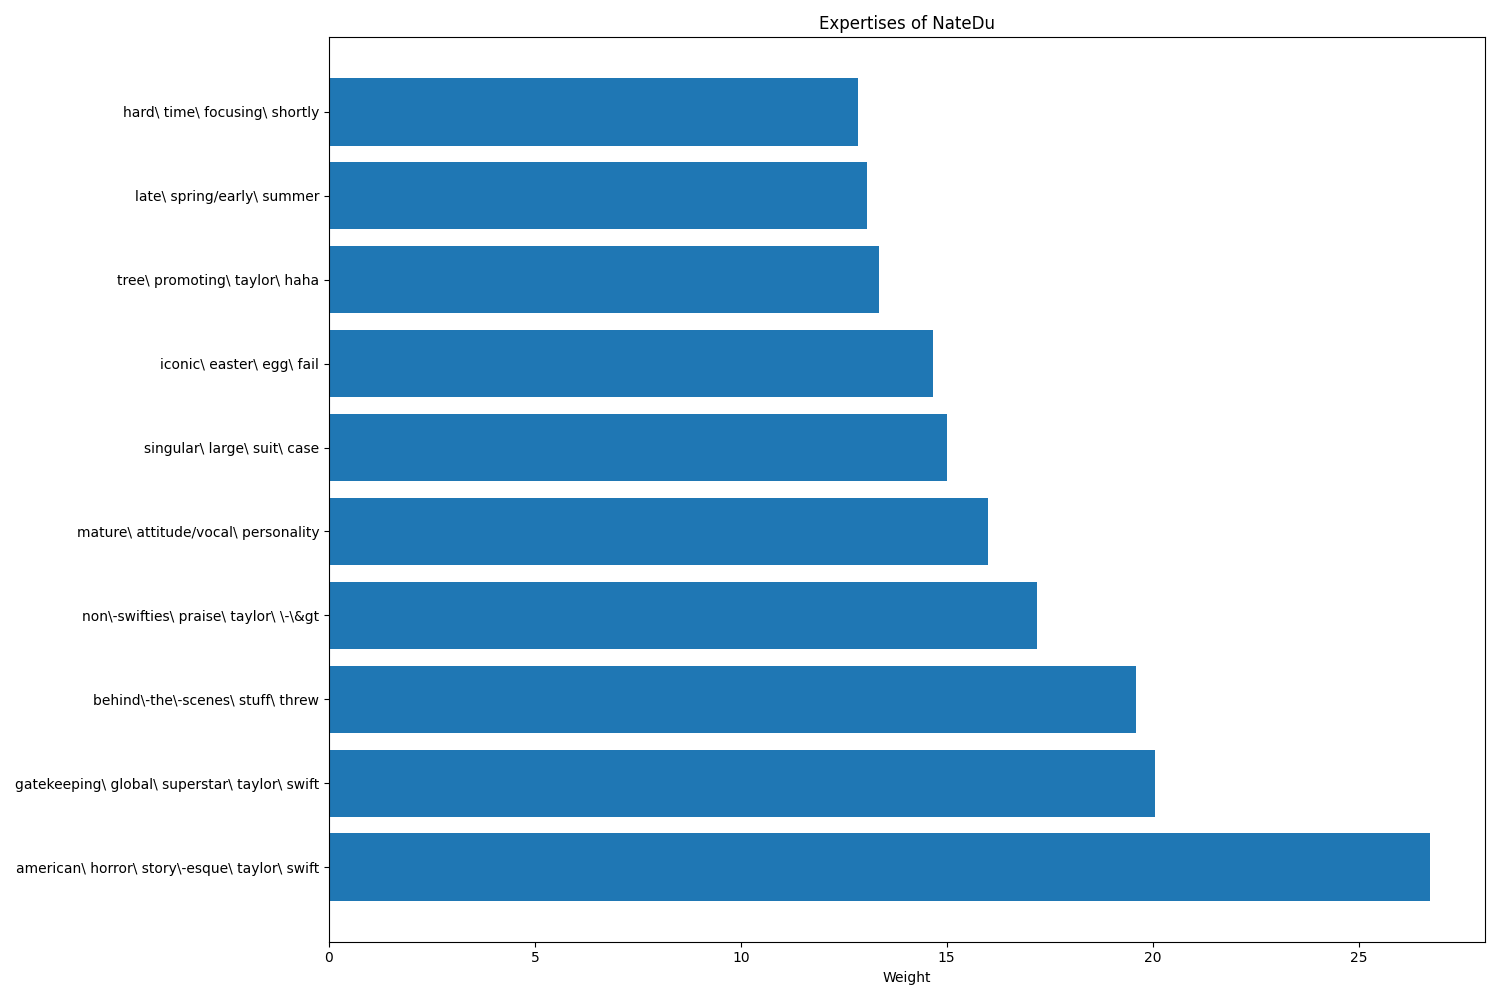 Expertises of NateDu
hard\ time\ focusing\ shortly
late\ spring/early\ summer
tree\ promoting\ taylor\ haha
iconic\ easter\ egg\ fail
singular\ large\ suit\ case
mature\ attitude/vocal\ personality
non\-swifties\ praise\ taylor\ \-\&gt
behind\-the\-scenes\ stuff\ threw
gatekeeping\ global\ superstar\ taylor\ swift
american\ horror\ story\-esque\ taylor\ swift
0 5 10 15 20 25
Weight